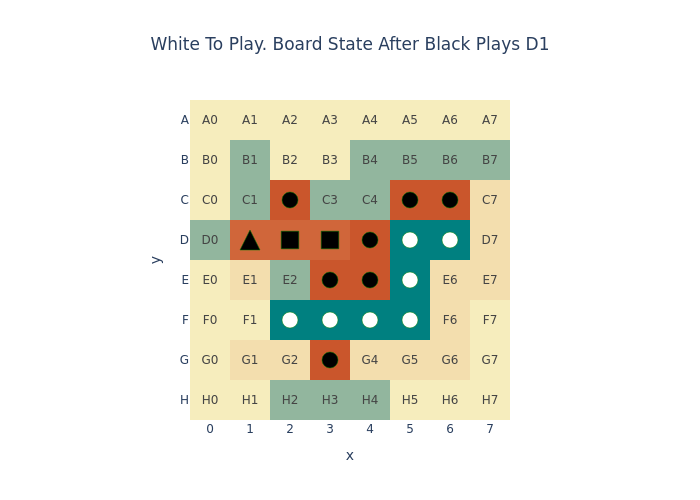 White To Play. Board State After Black Plays D1
A A0 A1 A2 A3 A4 A5 A6 A7
B B0 B1 B2 B3 B4 B5 B6 B7
C C0 C1 C3 C4 C7
D D0 D7
E E0 E1 E2 E6 E7
F F0 F1 F6 F7
G G0 G1 G2 G4 G5 G6 G7
H H0 H1 H2 H3 H4 H5 H6 H7
0 1 2 3 4 5 6 7
x
y